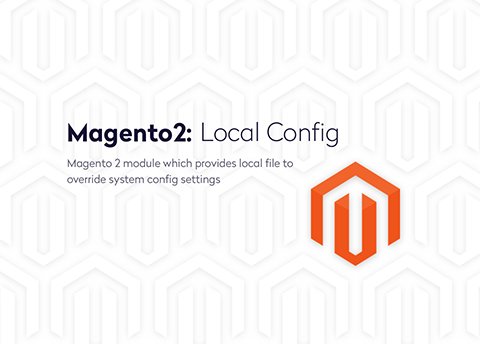 Magento2: Local Config
Magento 2 module which provides local file to
override system config settings